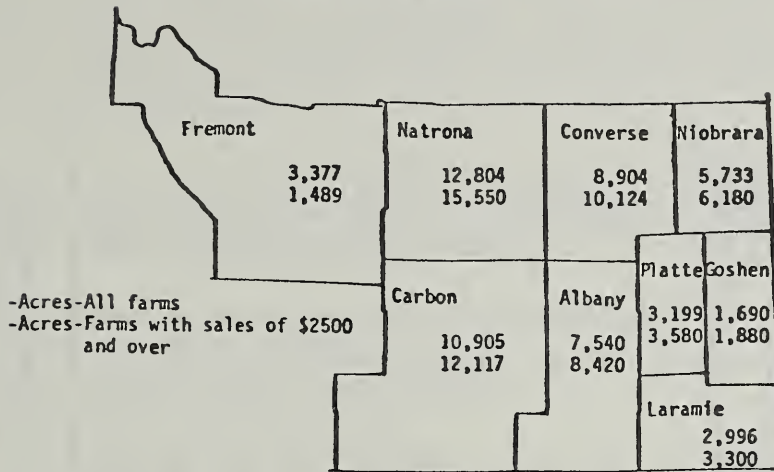 Fremont
3,377
1,489
Natrona
12,804
15,550
Converse
8,904
10,124
Niobrara
5,733
6,180
-Acres-All farms
-Acres-Farms with sales of $2500
and over
Carbon
10,905
12,117
Albany
7,540
8,420
Platte
3,199
3,580
Goshen
1,690
1,880
Laramie
2,996
3,300